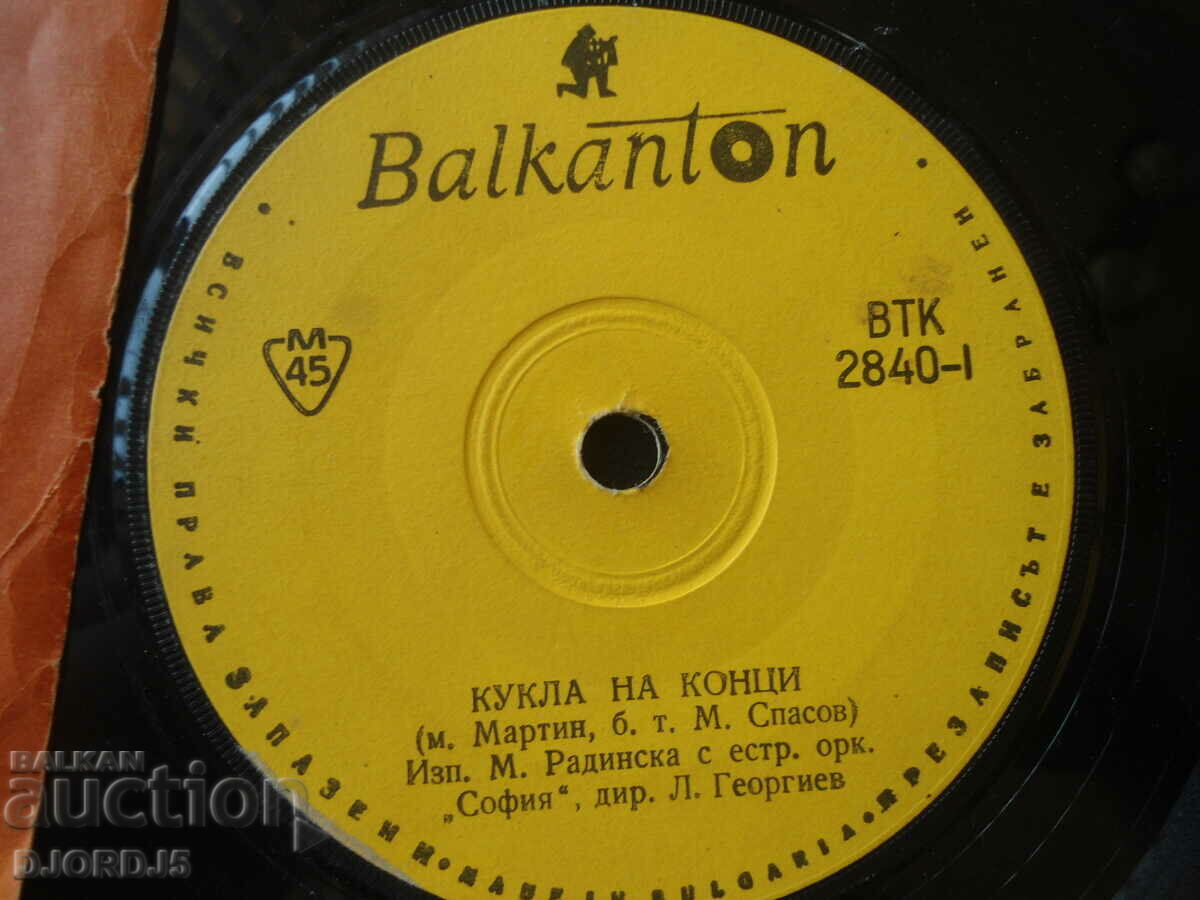 Balkanton
ВТК
2840-I
М
45
КУКЛА НА КОНЦИ
(м. Мартин, б. т. М. Спасов)
Изп. М. Радинска с естр. орк.
„София“, дир. Л. Георгиев
ВСИЧКИ ПРАВА ЗАПАЗЕНИ • MADE IN BULGARIA • ПРЕЗАПИСЪТ Е ЗАБРАНЕН
BALKAN
auction
DJORDJ5